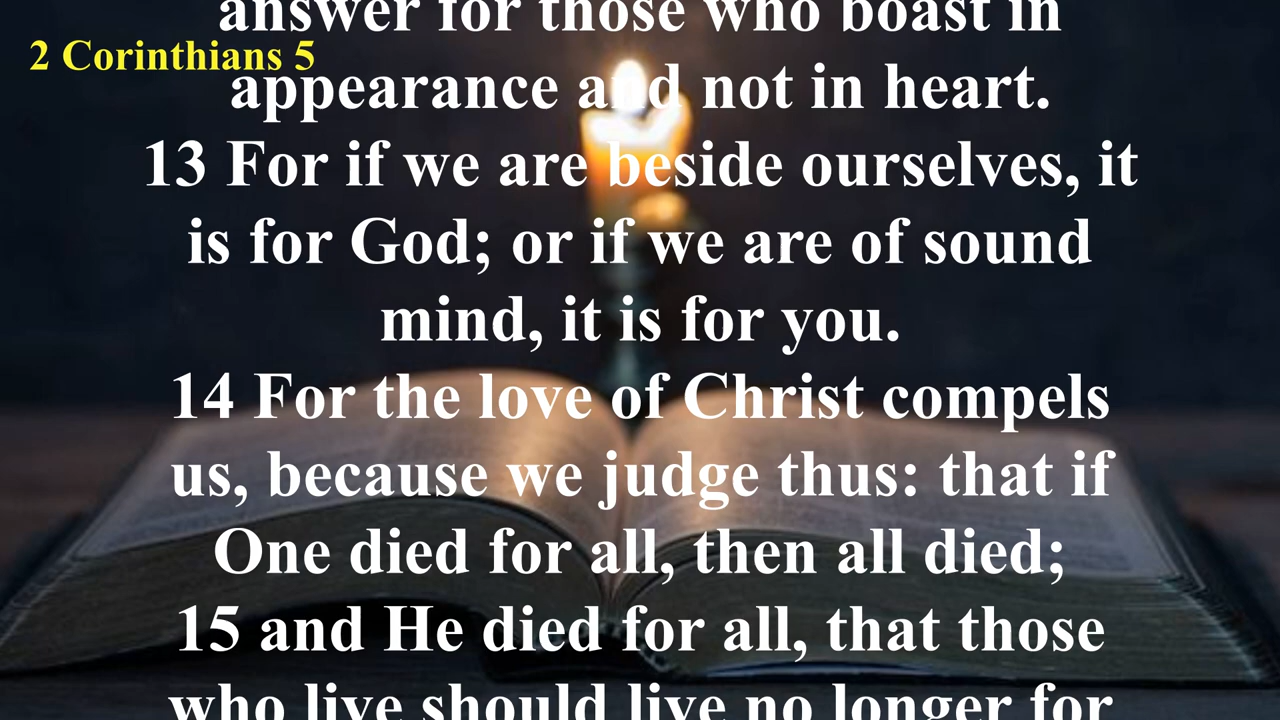 answer for those who boast in
2 Corinthians 5
appearance and not in heart.
13 For if we are beside ourselves, it
is for God; or if we are of sound
mind, it is for you.
14 For the love of Christ compels
us, because we judge thus: that if
One died for all, then all died;
15 and He died for all, that those
who live should live no longer for